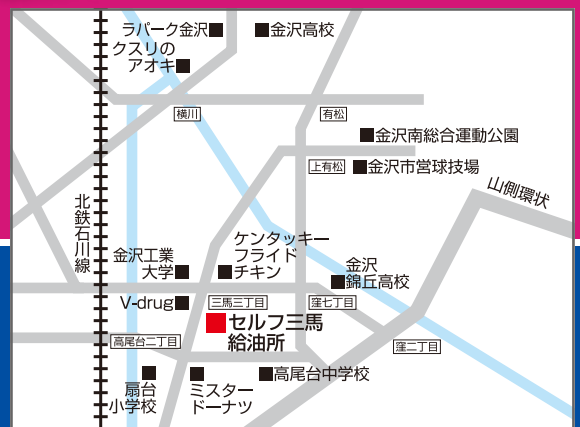 ラパーク金沢
金沢高校
クスリの
アオキ
横川
有松
金沢南総合運動公園
上有松
金沢市営球技場
山側環状
北鉄石川線
ケンタッキー
フライド
チキン
金沢工業
大学
金沢
錦丘高校
V-drug
三馬三丁目
窪七丁目
セルフ三馬
給油所
高尾台二丁目
窪二丁目
扇台
小学校
ミスター
ドーナツ
高尾台中学校